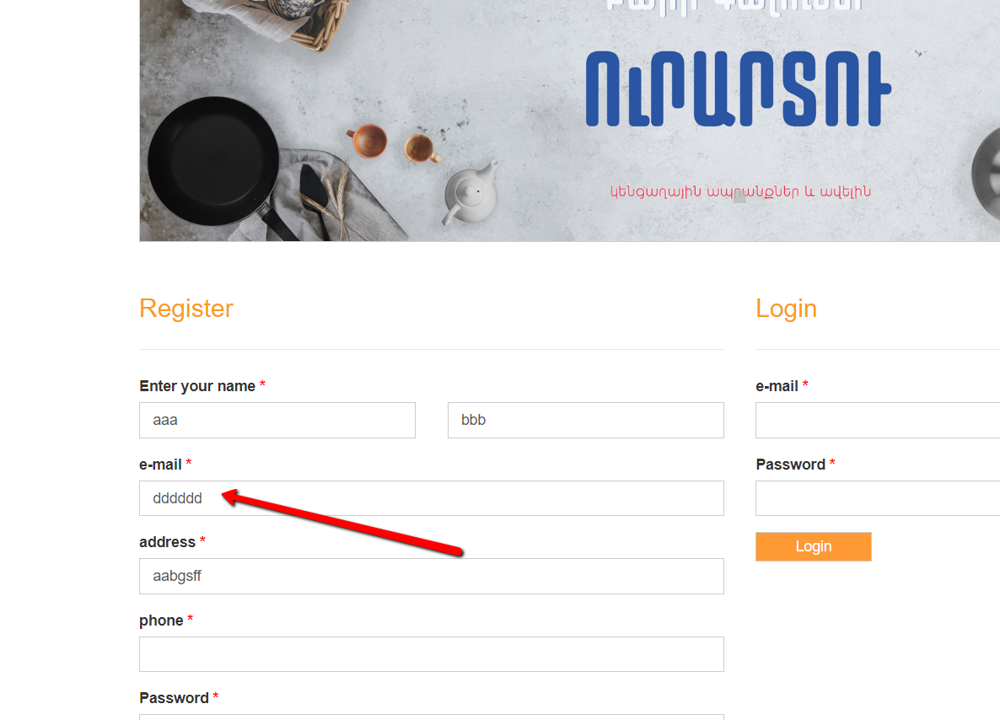 ՈՒՐԱՐՏՈՒ
կենցաղային ապրանքներ և ավելին
Register
Enter your name *
aaa
bbb
e-mail *
dddddd
address *
aabgsff
phone *
Password *
Login
e-mail *
Password *
Login